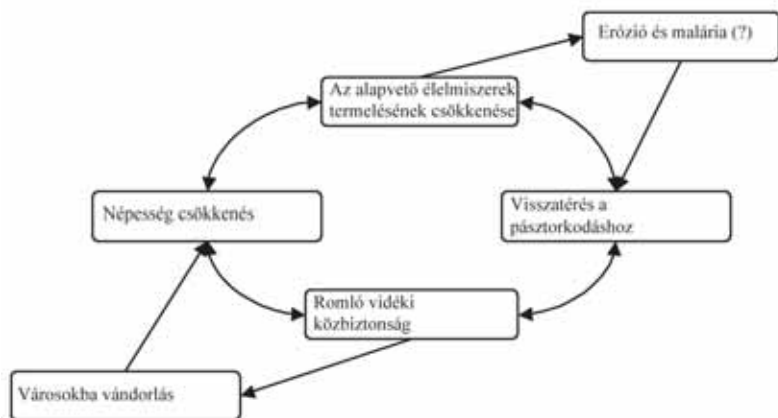 Erózió és malária (?)
Az alapvető élelmiszerek
termelésének csökkenése
Népesség csökkenés
Visszatérés a
pásztorkodáshoz
Romló vidéki
közbiztonság
Városokba vándorlás